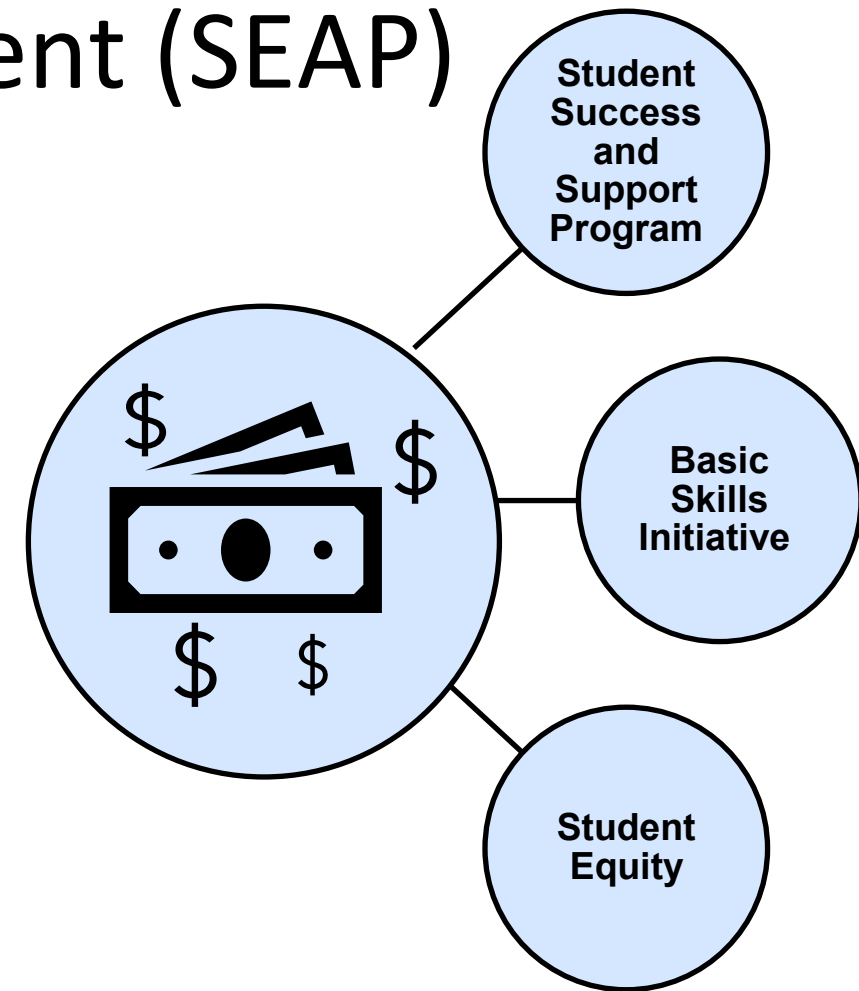 ent (SEAP)
Student
Success
and
Support
Program
$
$
Basic
Skills
Initiative
$
$
Student
Equity